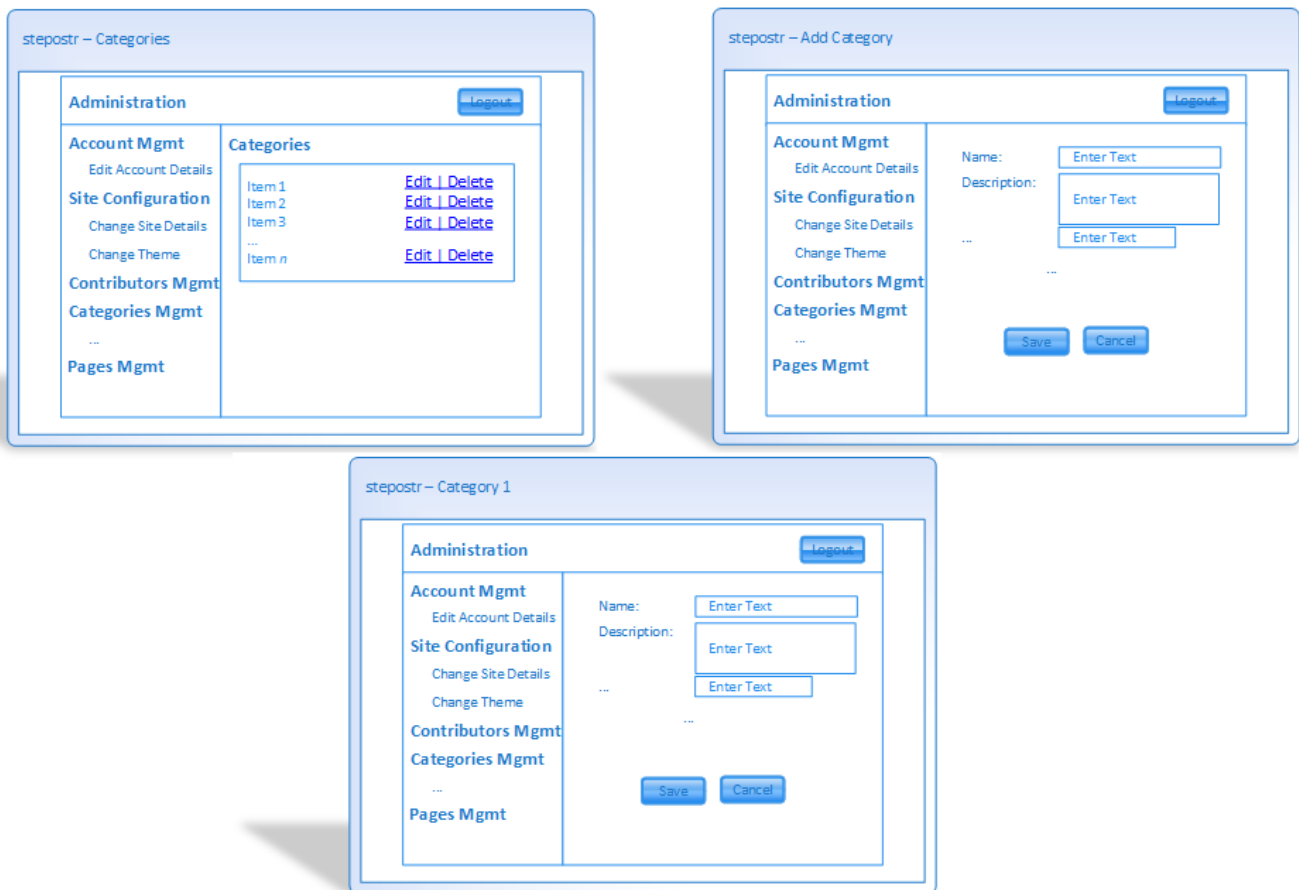 stepostr – Categories
Administration
Logout
Account Mgmt
Edit Account Details
Site Configuration
Change Site Details
Change Theme
Contributors Mgmt
Categories Mgmt
...
Pages Mgmt
Categories
Item 1 Edit | Delete
Item 2 Edit | Delete
Item 3 Edit | Delete
...
Item n Edit | Delete
stepostr – Add Category
Administration
Logout
Account Mgmt
Edit Account Details
Site Configuration
Change Site Details
Change Theme
Contributors Mgmt
Categories Mgmt
...
Pages Mgmt
Name: Enter Text
Description: Enter Text
... Enter Text
...
Save Cancel
stepostr – Category 1
Administration
Logout
Account Mgmt
Edit Account Details
Site Configuration
Change Site Details
Change Theme
Contributors Mgmt
Categories Mgmt
...
Pages Mgmt
Name: Enter Text
Description: Enter Text
... Enter Text
...
Save Cancel